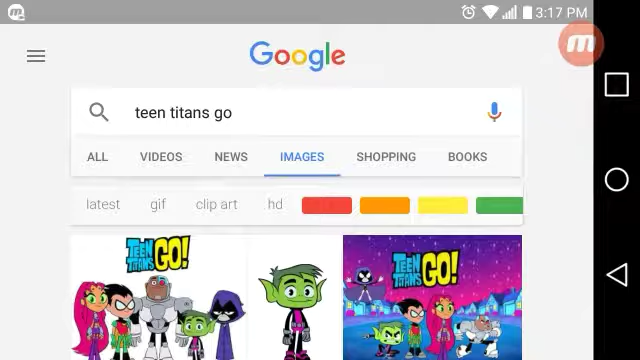 3:17 PM
Google
teen titans go
ALL VIDEOS NEWS IMAGES SHOPPING BOOKS
latest gif clip art hd
TEEN TITANS GO!
TEEN TITANS GO!